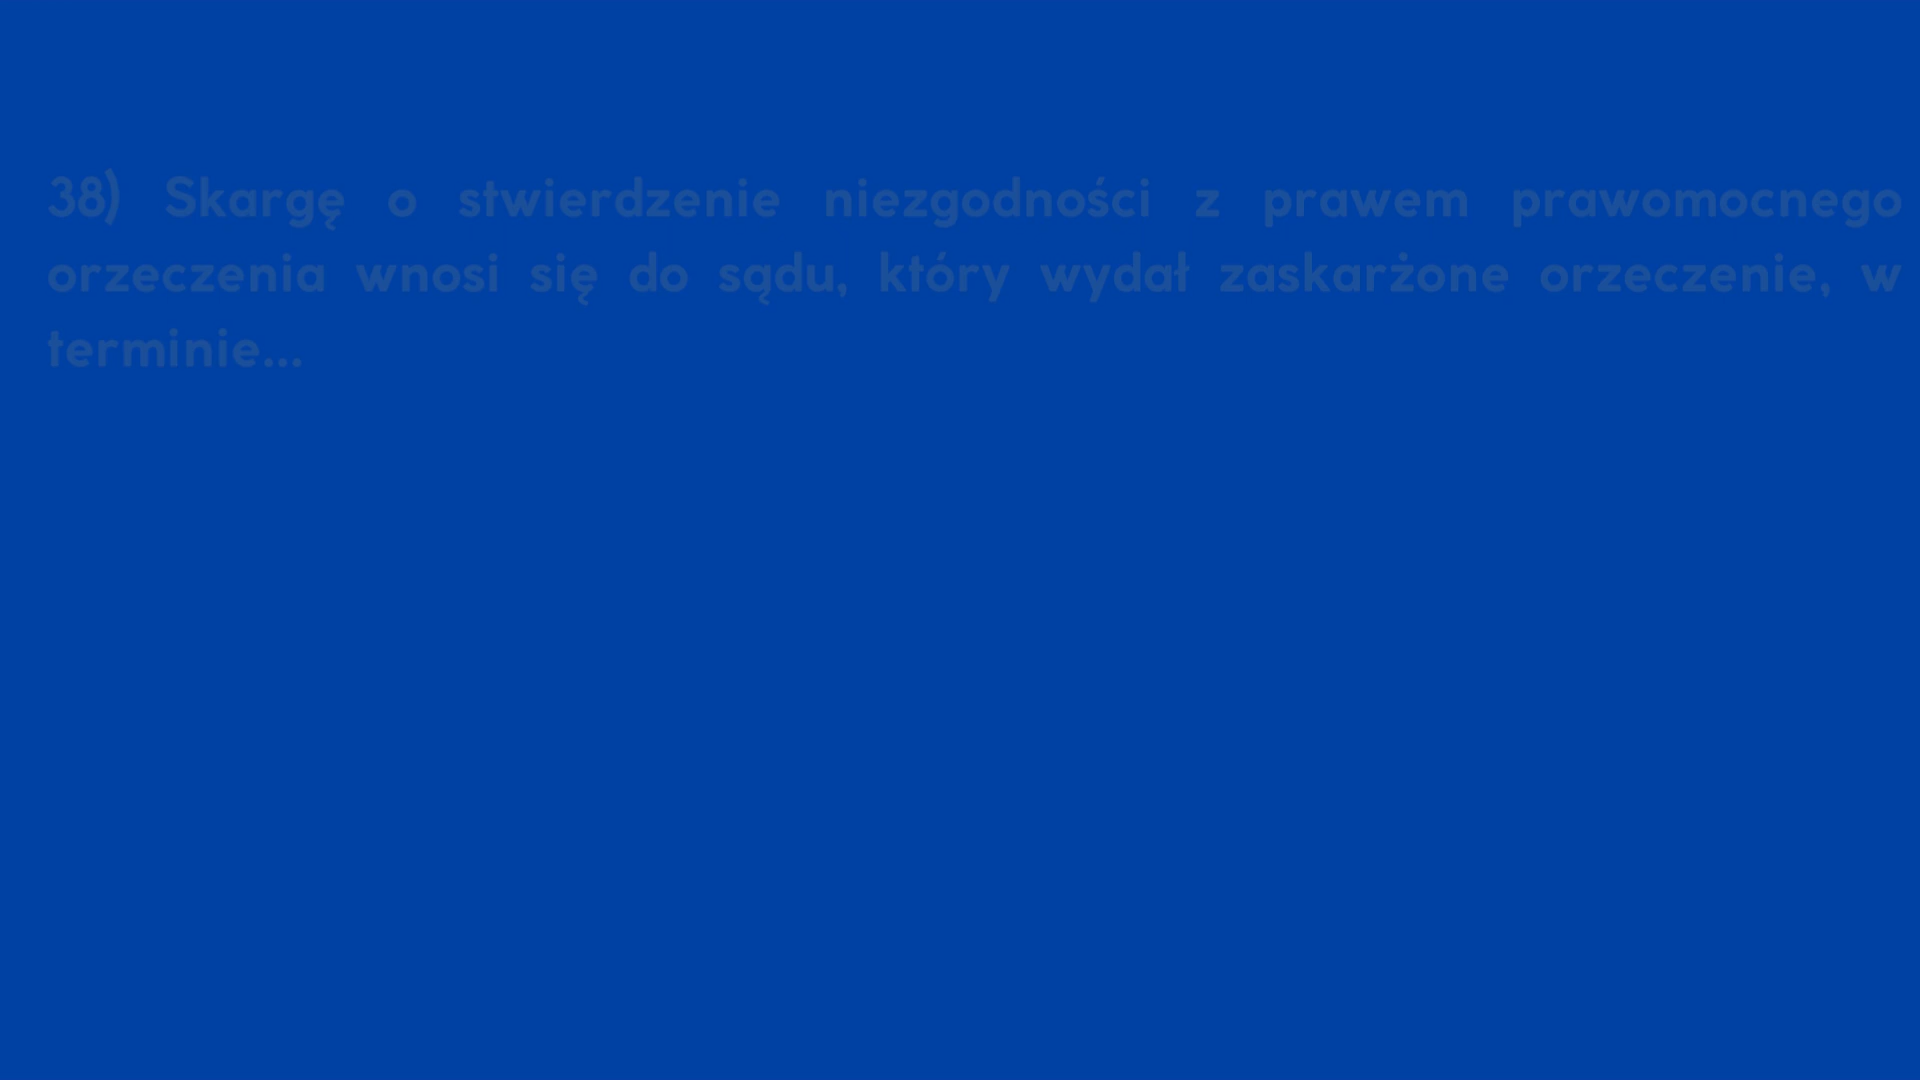 38) Skargę o stwierdzenie niezgodności z prawem prawomocnego
orzeczenia wnosi się do sądu, który wydał zaskarżone orzeczenie, w
terminie...